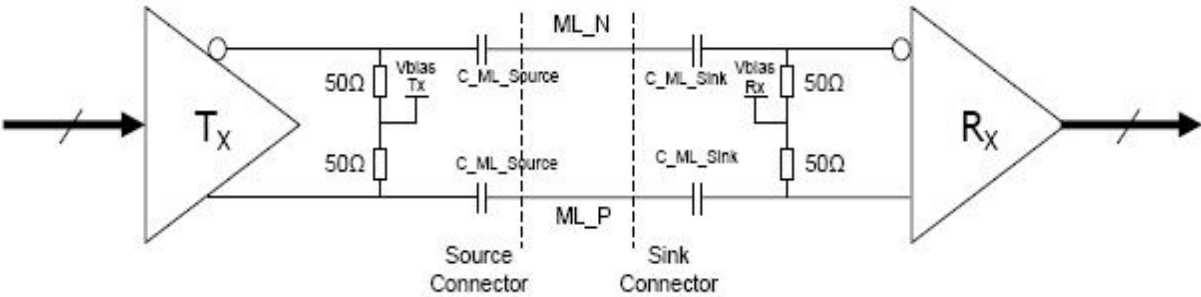 ML_N
Vbias
Tx
C_ML_Source
C_ML_Sink
Vbias
Rx
50Ω
50Ω
TX
RX
50Ω
C_ML_Source
C_ML_Sink
50Ω
ML_P
Source
Connector
Sink
Connector